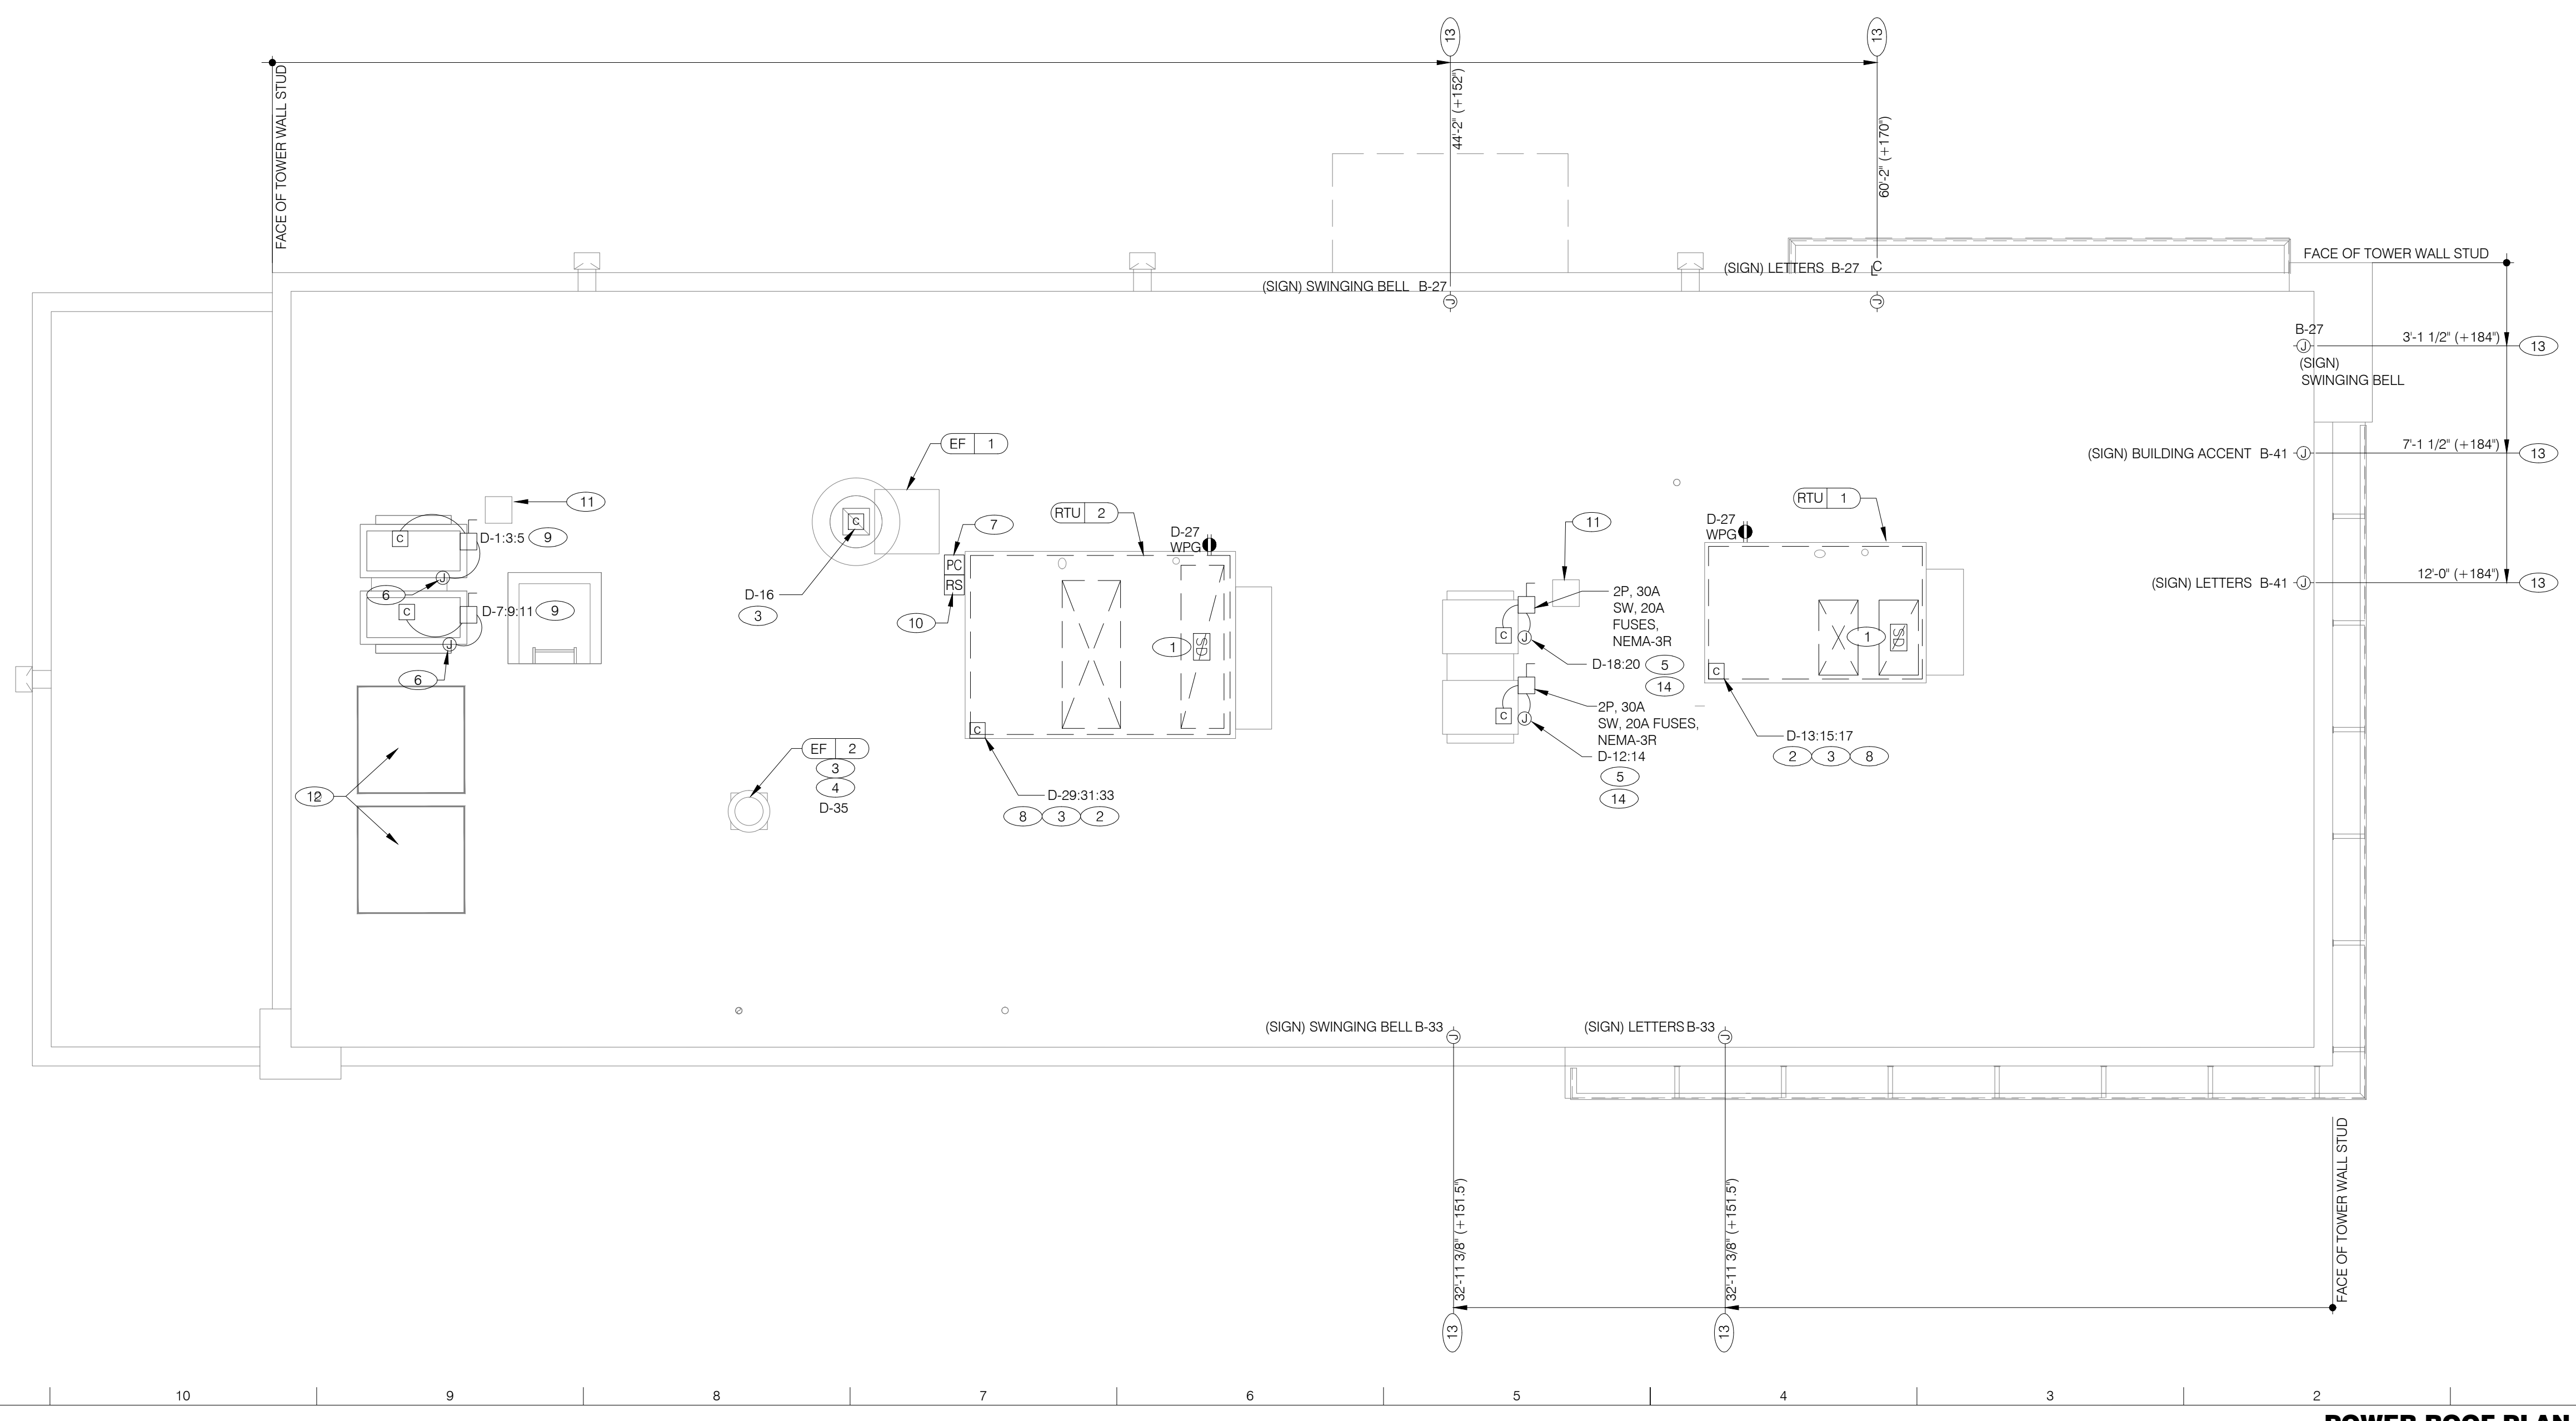 13
13
FACE OF TOWER WALL STUD
44'-2" (+152")
60'-2" (+170")
(SIGN) LETTERS B-27
C
FACE OF TOWER WALL STUD
(SIGN) SWINGING BELL B-27
J
J
B-27
J
3'-1 1/2" (+184")
13
(SIGN)
SWINGING BELL
EF 1
(SIGN) BUILDING ACCENT B-41
J
7'-1 1/2" (+184")
13
11
RTU 2
RTU 1
C
D-1:3:5
9
C
7
D-27
WPG
11
D-27
WPG
PC
RS
J
6
D-16
3
10
(SIGN) LETTERS B-41
J
12'-0" (+184")
13
C
D-7:9:11
9
J
6
1
SD
2P, 30A
SW, 20A
FUSES,
NEMA-3R
C
J
D-18:20
5
14
1
SD
C
2P, 30A
SW, 20A FUSES,
NEMA-3R
C
J
D-12:14
5
14
D-13:15:17
2
3
8
C
EF 2
3
4
D-35
D-29:31:33
8
3
2
12
(SIGN) SWINGING BELL B-33
J
(SIGN) LETTERS B-33
J
32'-11 3/8" (+151.5")
32'-11 3/8" (+151.5")
FACE OF TOWER WALL STUD
13
13
10
9
8
7
6
5
4
3
2
POWER ROOF PLAN